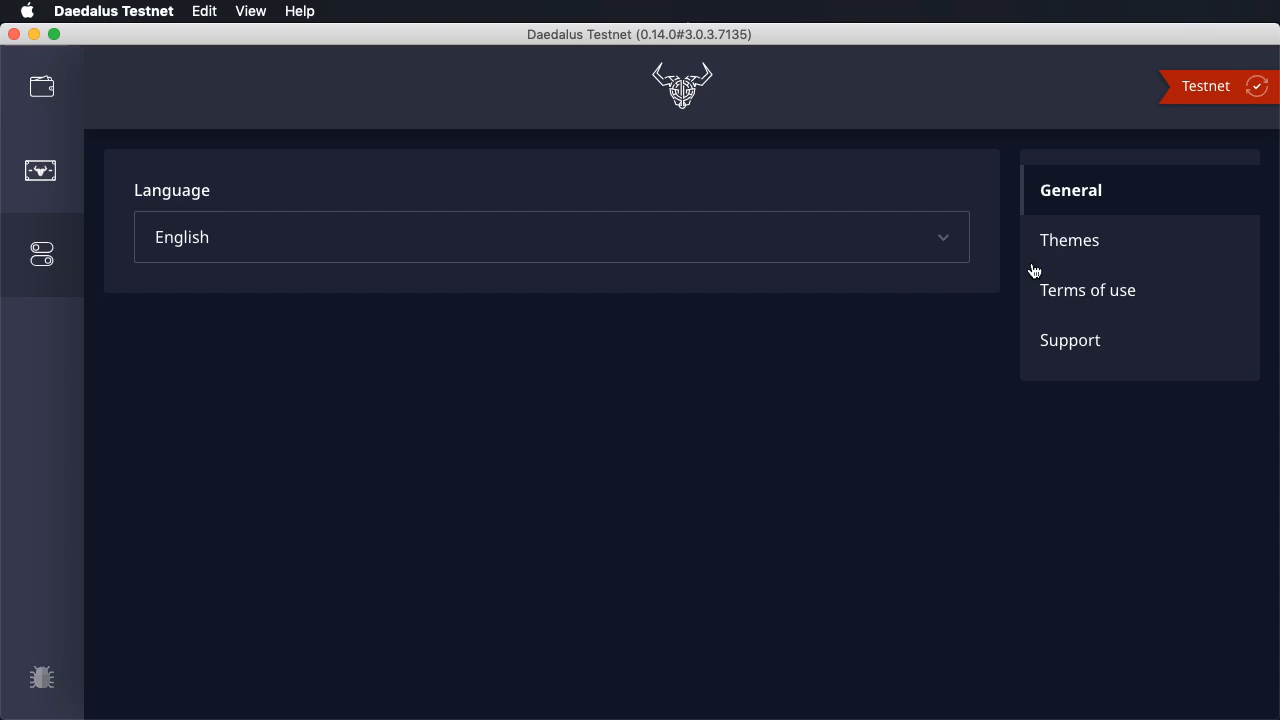 Daedalus Testnet Edit View Help
Daedalus Testnet (0.14.0#3.0.3.7135)
Testnet
Language
English
General
Themes
Terms of use
Support